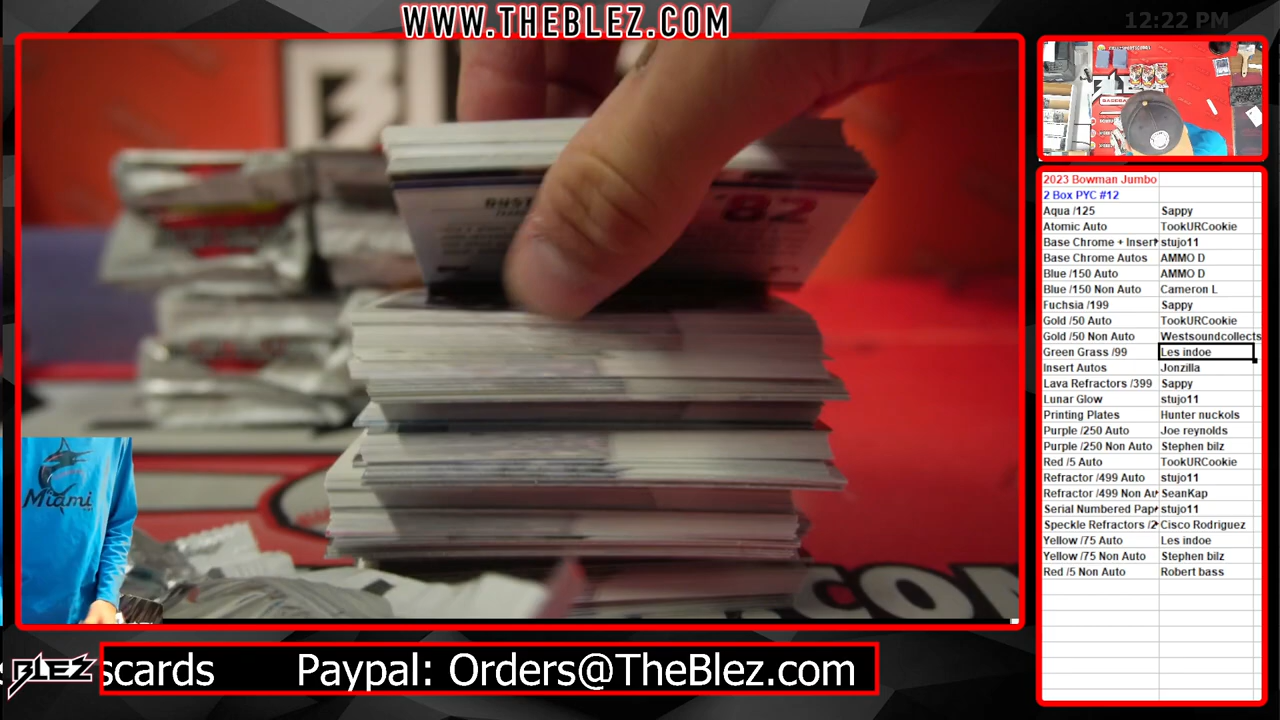 WWW.THEBLEZ.COM
12:22 PM
'82
BLEZ
2023 Bowman Jumbo
2 Box PYC #12
Aqua /125 Sappy
Atomic Auto TookURCookie
Base Chrome + Insert stujo11
Base Chrome Autos AMMO D
Blue /150 Auto AMMO D
Blue /150 Non Auto Cameron L
Fuchsia /199 Sappy
Gold /50 Auto TookURCookie
Gold /50 Non Auto Westsoundcollects
Green Grass /99 Les indoe
Insert Autos Jonzilla
Lava Refractors /399 Sappy
Lunar Glow stujo11
Printing Plates Hunter nuckols
Purple /250 Auto Joe reynolds
Purple /250 Non Auto Stephen bilz
Red /5 Auto TookURCookie
Refractor /499 Auto stujo11
Refractor /499 Non Au SeanKap
Serial Numbered Pap stujo11
Speckle Refractors /2 Cisco Rodriguez
Yellow /75 Auto Les indoe
Yellow /75 Non Auto Stephen bilz
Red /5 Non Auto Robert bass
Miami
.CO
BLEZ
scards Paypal: Orders@TheBlez.com